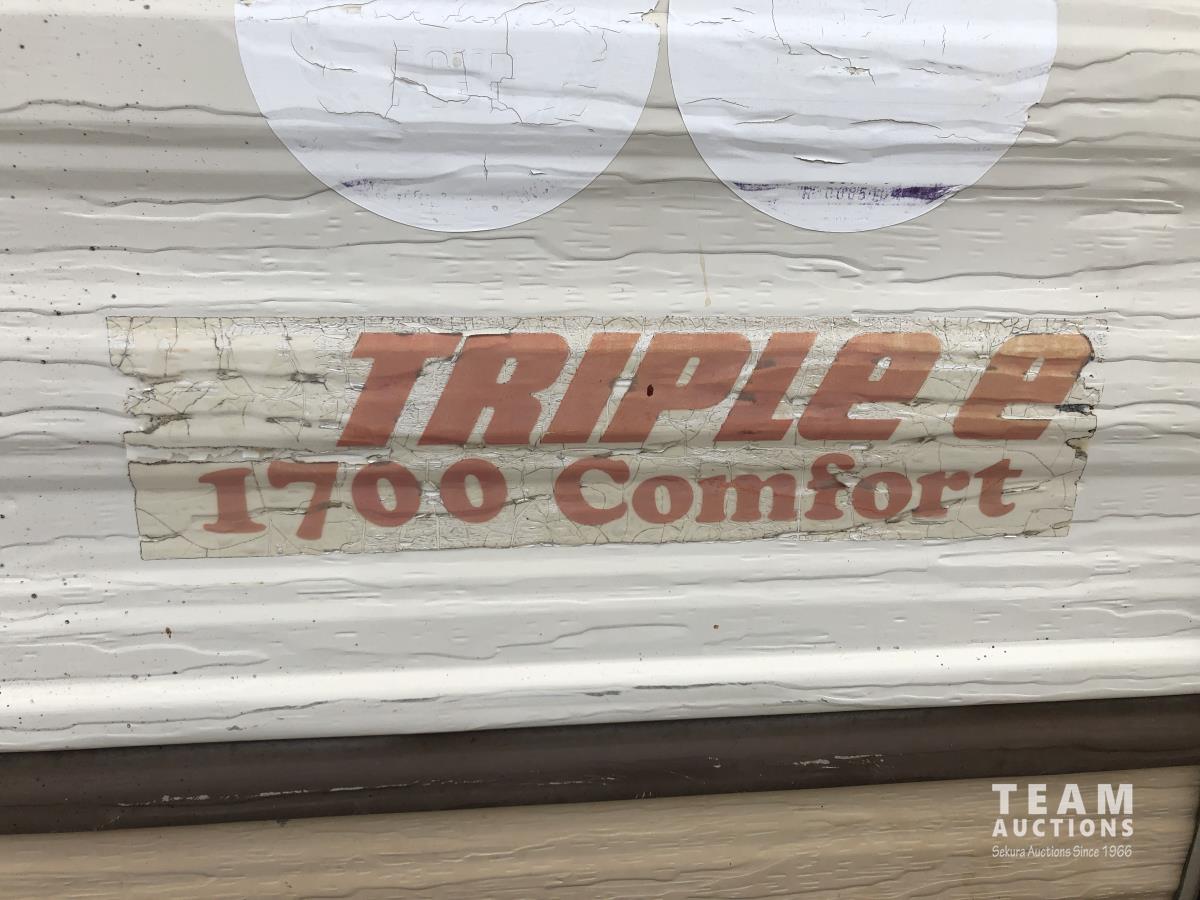 TRIPLE E
1700 Comfort
TEAM
AUCTIONS
Sekura Auctions Since 1966